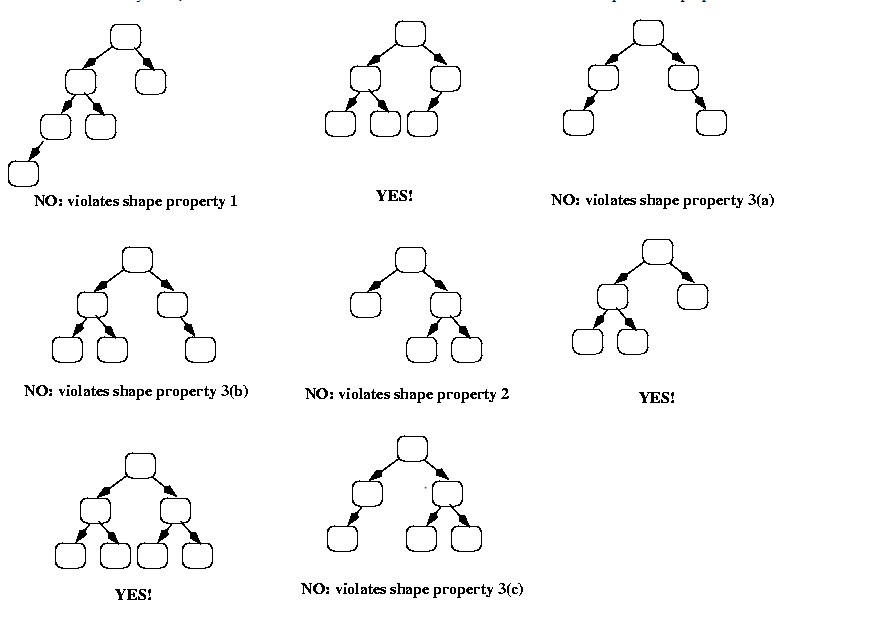 NO: violates shape property 1
YES!
NO: violates shape property 3(a)
NO: violates shape property 3(b)
NO: violates shape property 2
YES!
YES!
NO: violates shape property 3(c)